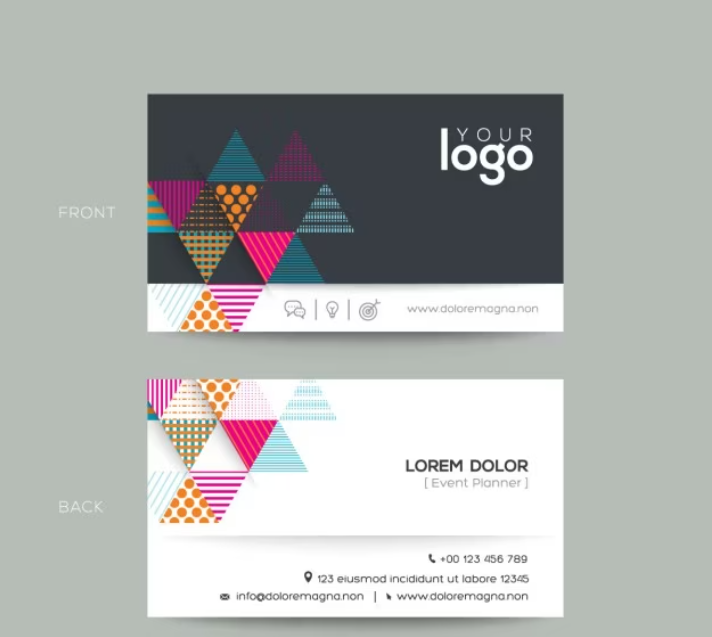 FRONT
YOUR
logo
www.doloremagna.non
BACK
LOREM DOLOR
[ Event Planner ]
+00 123 456 789
123 eiusmod incididunt ut labore 12345
info@doloremagna.non | www.doloremagna.non